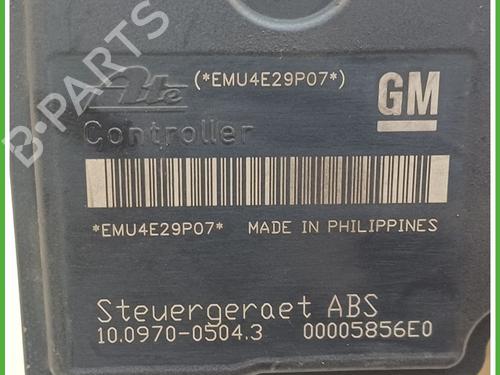 B-PARTS
Ate (*EMU4E29P07*) GM
Controller
*EMU4E29P07* MADE IN PHILIPPINES
Steuergeraet ABS
10.0970-0504.3 00005856E0